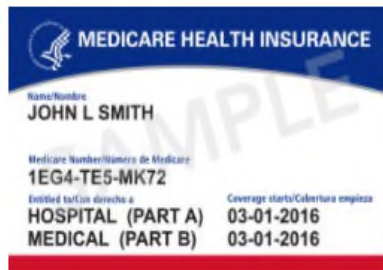 MEDICARE HEALTH INSURANCE
SAMPLE
Name/Nombre
JOHN L SMITH
Medicare Number/Número de Medicare
1EG4-TE5-MK72
Entitled to/Con derecho a Coverage starts/Cobertura empieza
HOSPITAL (PART A) 03-01-2016
MEDICAL (PART B) 03-01-2016